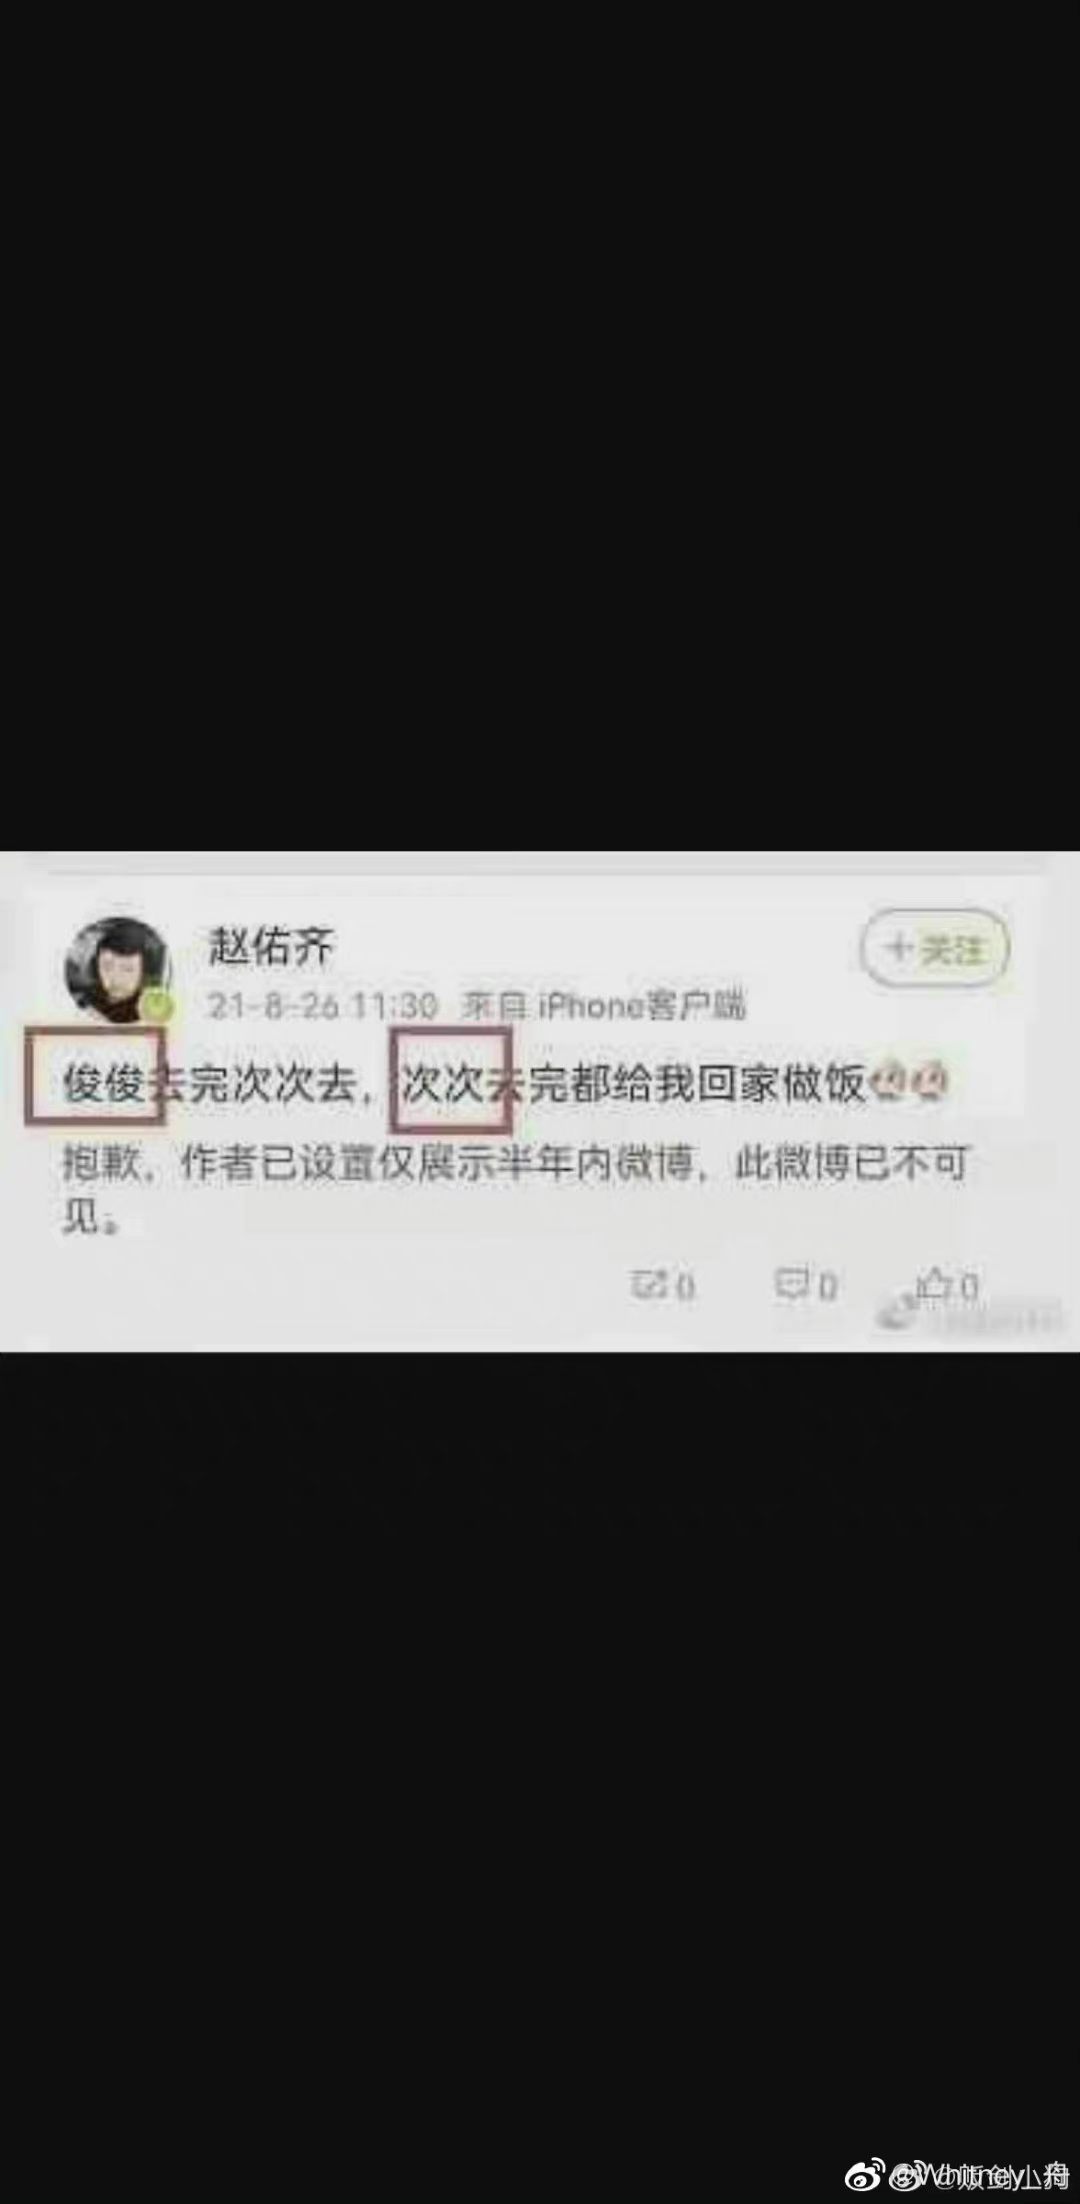 赵佑齐
+关注
21-8-26 11:30 来自 iPhone客户端
俊俊去完次次去，次次去完都给我回家做饭
抱歉，作者已设置仅展示半年内微博，此微博已不可
见。
0 0 0